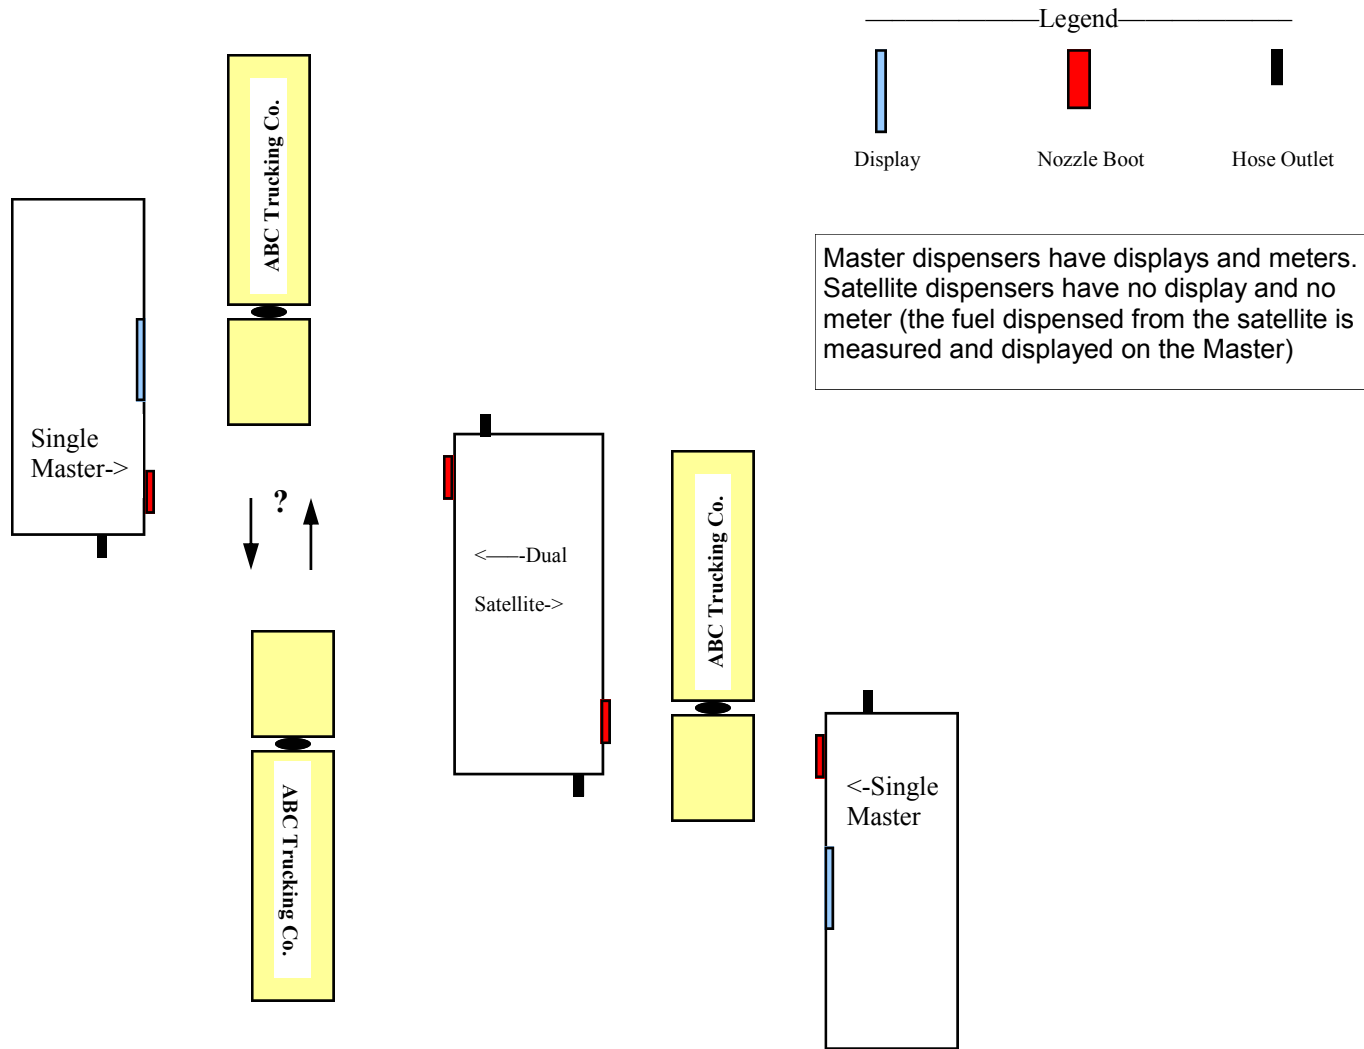 Legend
Display
Nozzle Boot
Hose Outlet
Master dispensers have displays and meters.
Satellite dispensers have no display and no
meter (the fuel dispensed from the satellite is
measured and displayed on the Master)
ABC Trucking Co.
Single
Master->
?
<——-Dual
Satellite->
ABC Trucking Co.
<-Single
Master
ABC Trucking Co.